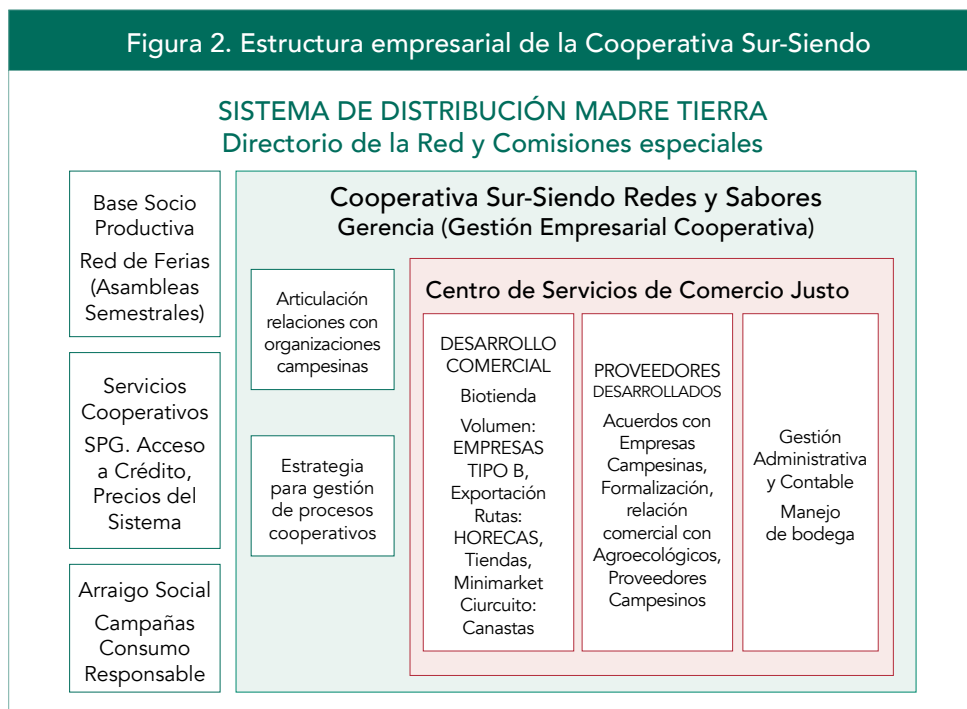 Figura 2. Estructura empresarial de la Cooperativa Sur-Siendo
SISTEMA DE DISTRIBUCIÓN MADRE TIERRA
Directorio de la Red y Comisiones especiales
Base Socio
Productiva
Red de Ferias
(Asambleas
Semestrales)
Servicios
Cooperativos
SPG. Acceso
a Crédito,
Precios del
Sistema
Arraigo Social
Campañas
Consumo
Responsable
Cooperativa Sur-Siendo Redes y Sabores
Gerencia (Gestión Empresarial Cooperativa)
Articulación
relaciones con
organizaciones
campesinas
Estrategia
para gestión
de procesos
cooperativos
Centro de Servicios de Comercio Justo
DESARROLLO
COMERCIAL
Biotienda
Volumen:
EMPRESAS
TIPO B,
Exportación
Rutas:
HORECAS,
Tiendas,
Minimarket
Ciurcuito:
Canastas
PROVEEDORES
DESARROLLADOS
Acuerdos con
Empresas
Campesinas,
Formalización,
relación
comercial con
Agroecológicos,
Proveedores
Campesinos
Gestión
Administrativa
y Contable
Manejo
de bodega